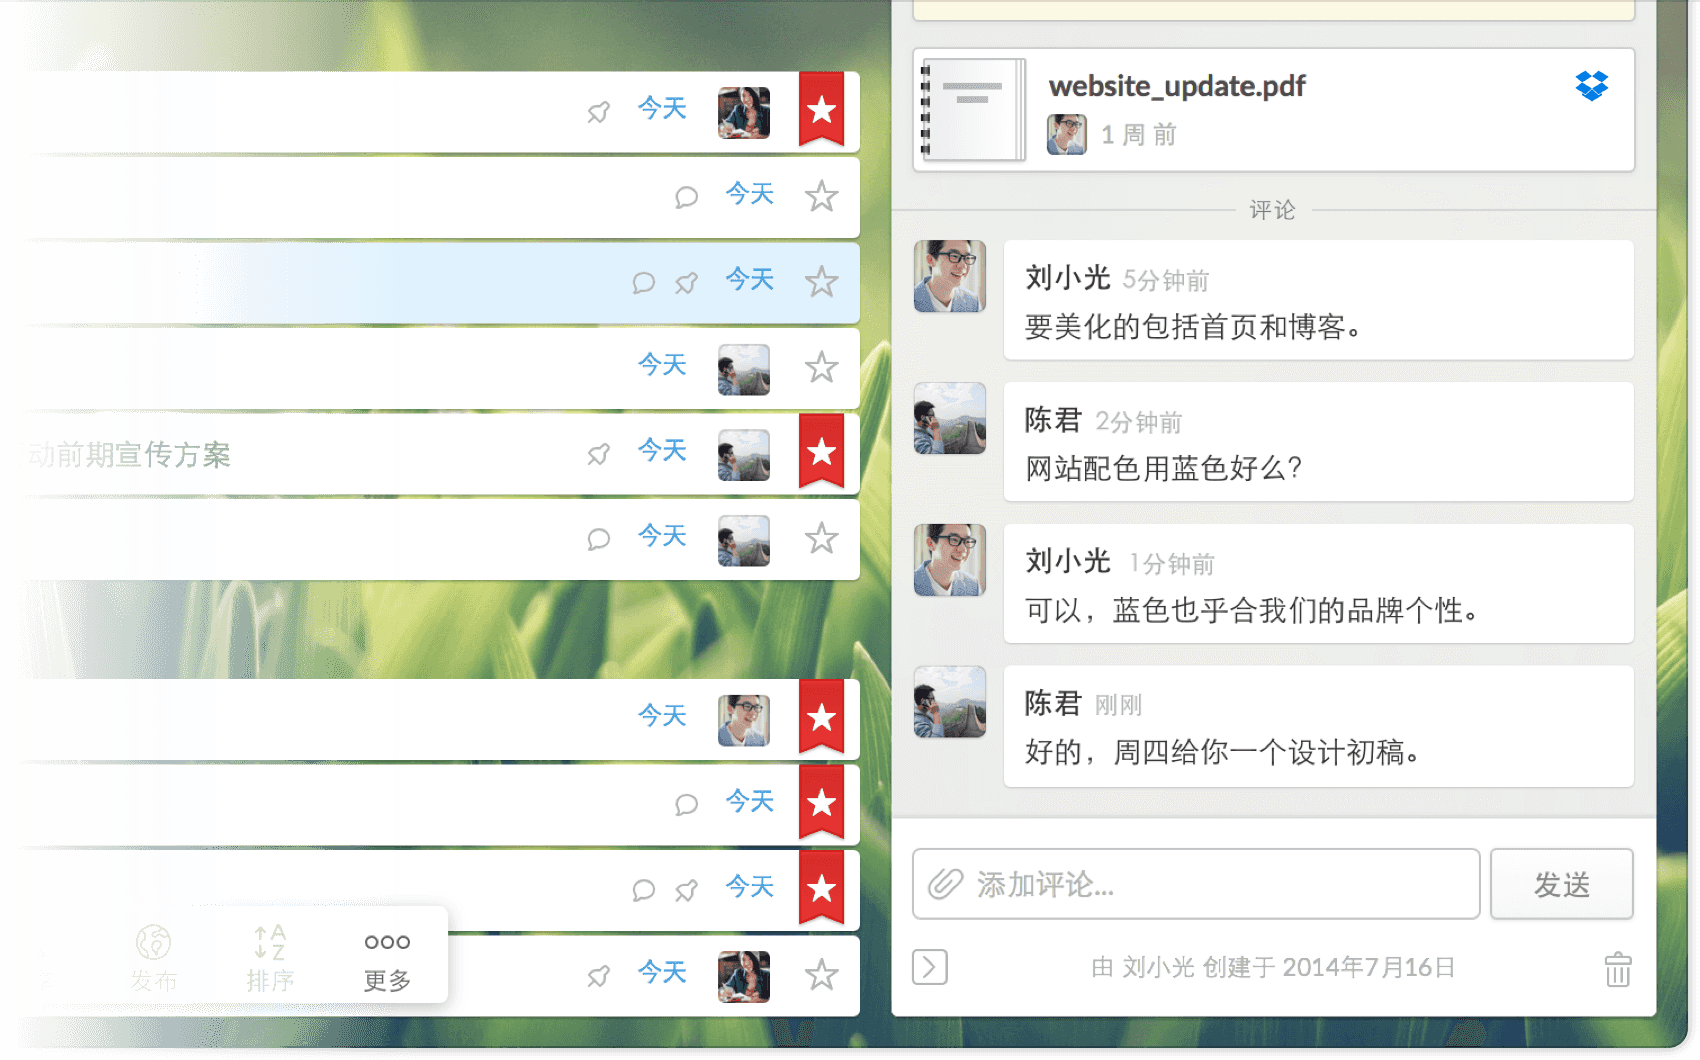 今天
今天
今天
今天
动前期宣传方案 今天
今天
今天
今天
今天
今天
发布
排序
更多
website_update.pdf
1 周 前
评论
刘小光 5分钟前
要美化的包括首页和博客。
陈君 2分钟前
网站配色用蓝色好么?
刘小光 1分钟前
可以，蓝色也乎合我们的品牌个性。
陈君 刚刚
好的，周四给你一个设计初稿。
添加评论...
发送
由 刘小光 创建于 2014年7月16日